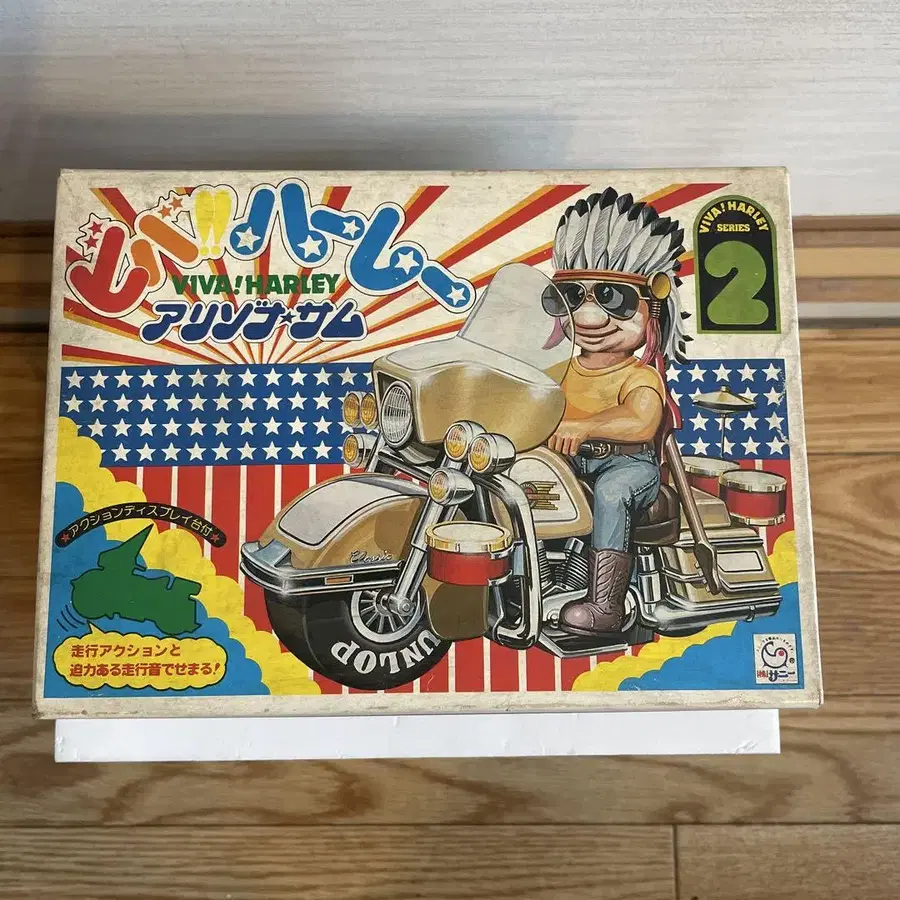 ビバ!!ハーレー
VIVA!HARLEY
アリゾナ★サム
VIVA!HARLEY
SERIES
2
★アクションディスプレイ台付★
走行アクションと
迫力ある走行音でせまる!
Classic
DUNLOP
サニー